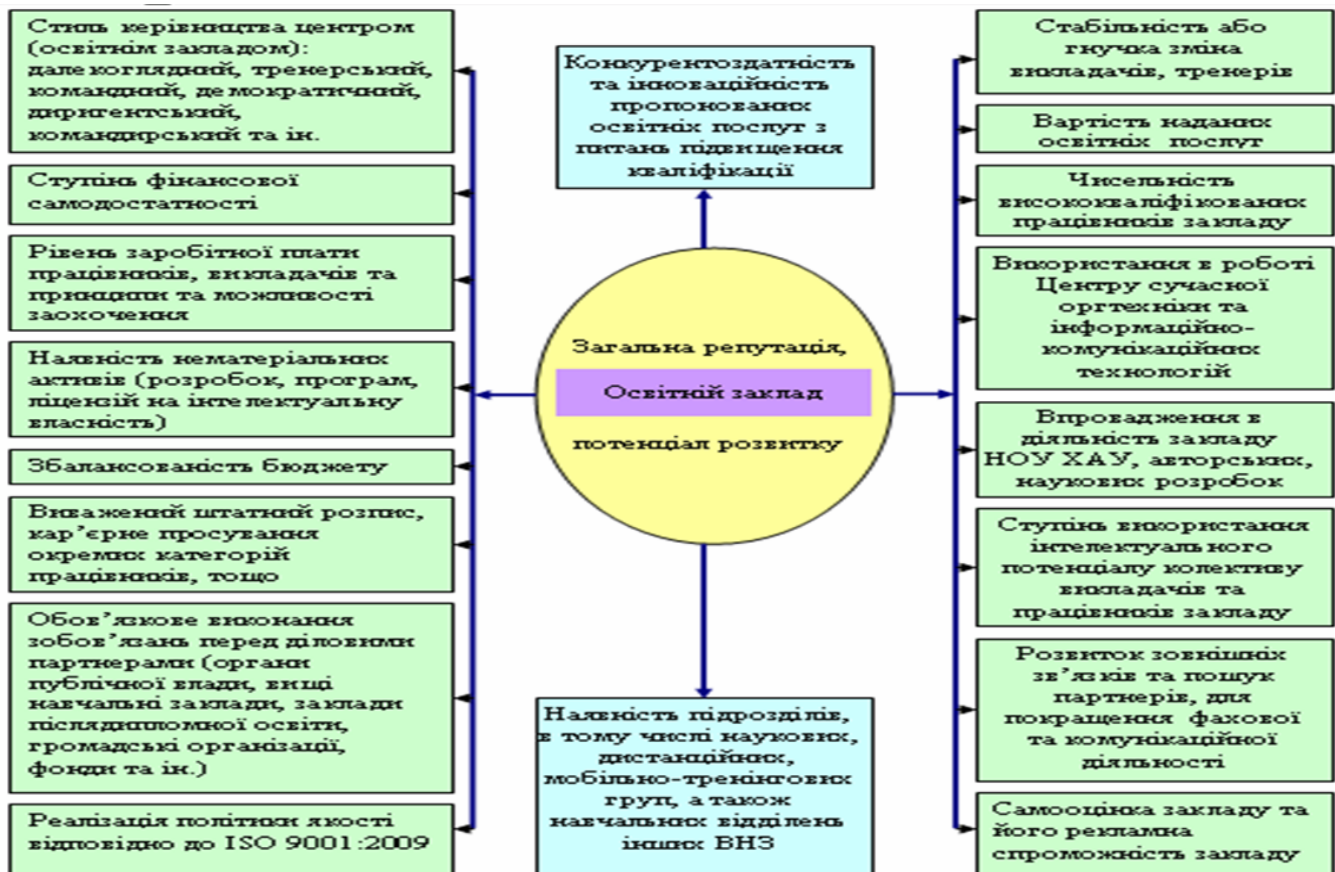 Стиль керівництва центром
(освітнім закладом):
далекоглядний, тренерський,
командний, демократичний,
диригентський,
командирський та ін.
Ступінь фінансової
самодостатності
Рівень заробітної плати
працівників, викладачів та
принципи та можливості
заохочення
Наявність нематеріальних
активів (розробок, програм,
ліцензій на інтелектуальну
власність)
Збалансованість бюджету
Виважений штатний розпис,
кар’єрне просування
окремих категорій
працівників, тощо
Обов’язкове виконання
зобов’язань перед діловими
партнерами (органи
публічної влади, вищі
навчальні заклади, заклади
післядипломної освіти,
громадські організації,
фонди та ін.)
Реалізація політики якості
відповідно до ISO 9001:2009
Конкурентоздатність
та інноваційність
пропонованих
освітніх послуг з
питань підвищення
кваліфікації
Загальна репутація,
Освітній заклад
потенціал розвитку
Наявність підрозділів,
в тому числі наукових,
дистанційних,
мобільно-тренінгових
груп, а також
навчальних відділень
інших ВНЗ
Стабільність або
гнучка зміна
викладачів, тренерів
Вартість наданих
освітніх послуг
Чисельність
висококваліфікованих
працівників закладу
Використання в роботі
Центру сучасної
оргтехніки та
інформаційно-
комунікаційних
технологій
Впровадження в
діяльність закладу
НОУ ХАУ, авторських,
наукових розробок
Ступінь використання
інтелектуального
потенціалу колективу
викладачів та
працівників закладу
Розвиток зовнішніх
зв’язків та пошук
партнерів, для
покращення фахової
та комунікаційної
діяльності
Самооцінка закладу та
його рекламна
спроможність закладу